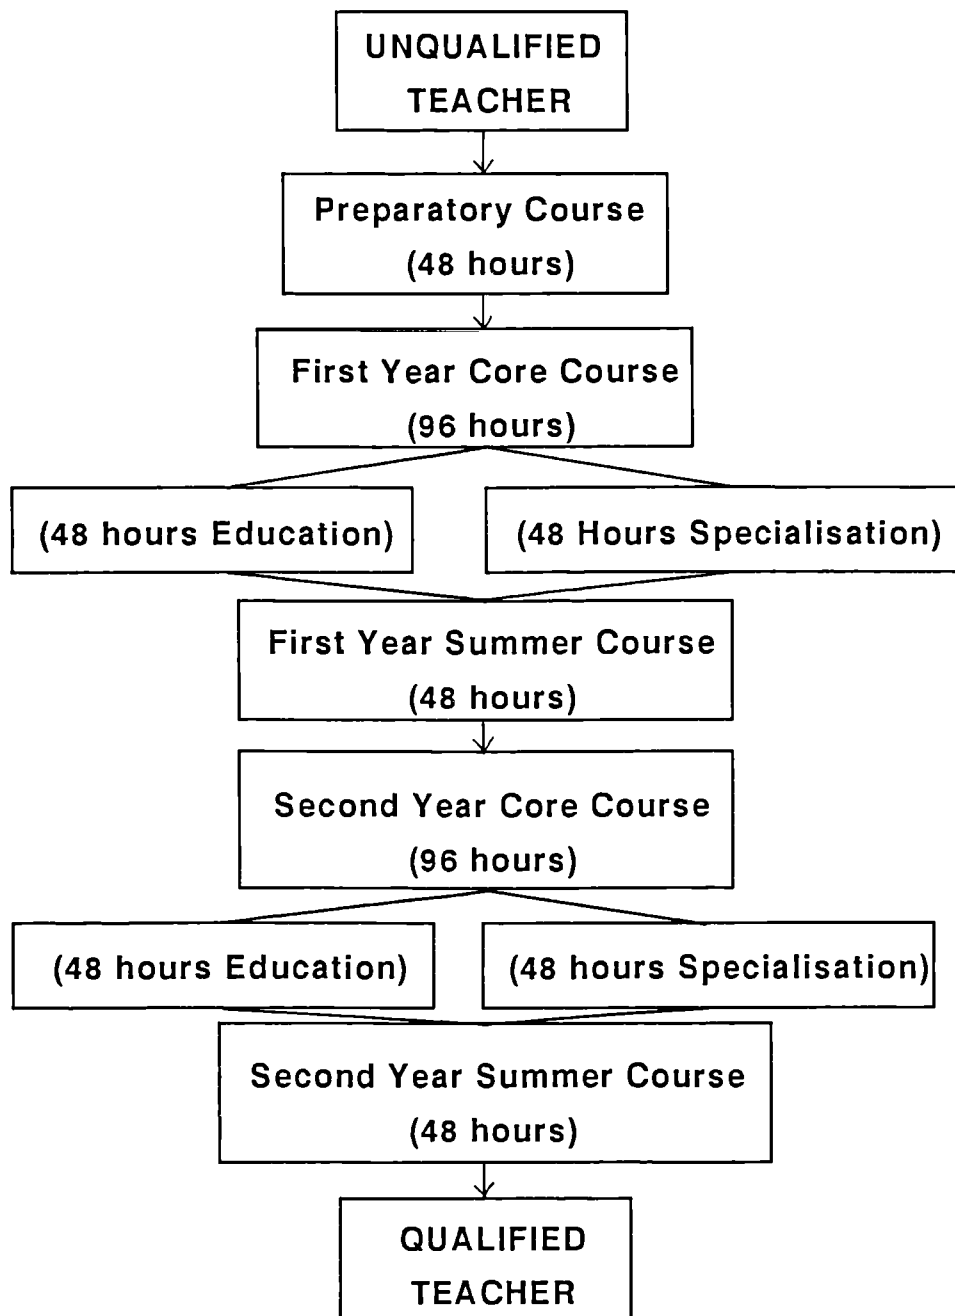 UNQUALIFIED
TEACHER
Preparatory Course
(48 hours)
First Year Core Course
(96 hours)
(48 hours Education)
(48 Hours Specialisation)
First Year Summer Course
(48 hours)
Second Year Core Course
(96 hours)
(48 hours Education)
(48 hours Specialisation)
Second Year Summer Course
(48 hours)
QUALIFIED
TEACHER